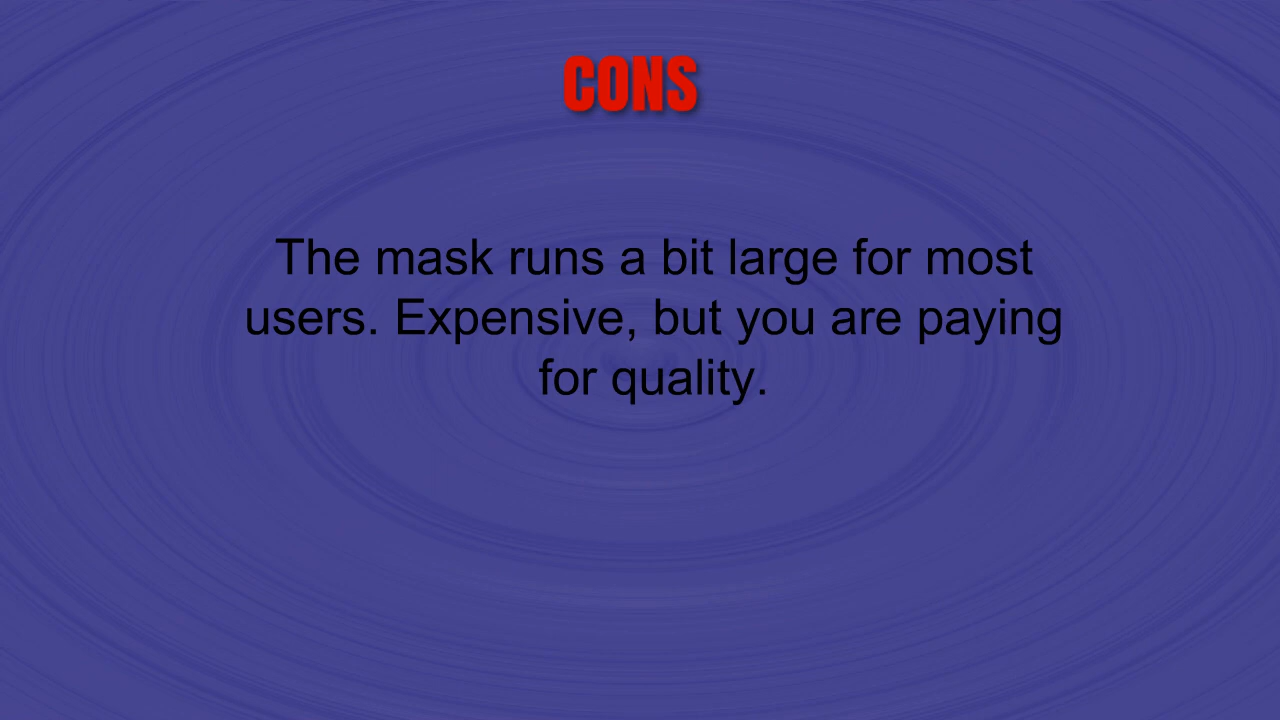 CONS
The mask runs a bit large for most
users. Expensive, but you are paying
for quality.